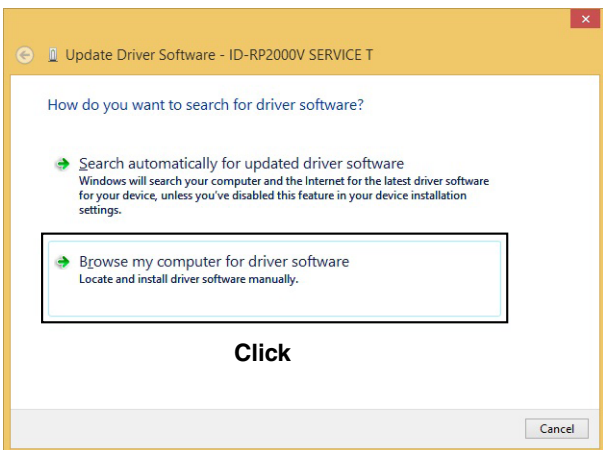 Update Driver Software - ID-RP2000V SERVICE T
How do you want to search for driver software?
Search automatically for updated driver software
Windows will search your computer and the Internet for the latest driver software
for your device, unless you've disabled this feature in your device installation
settings.
Browse my computer for driver software
Locate and install driver software manually.
Click
Cancel